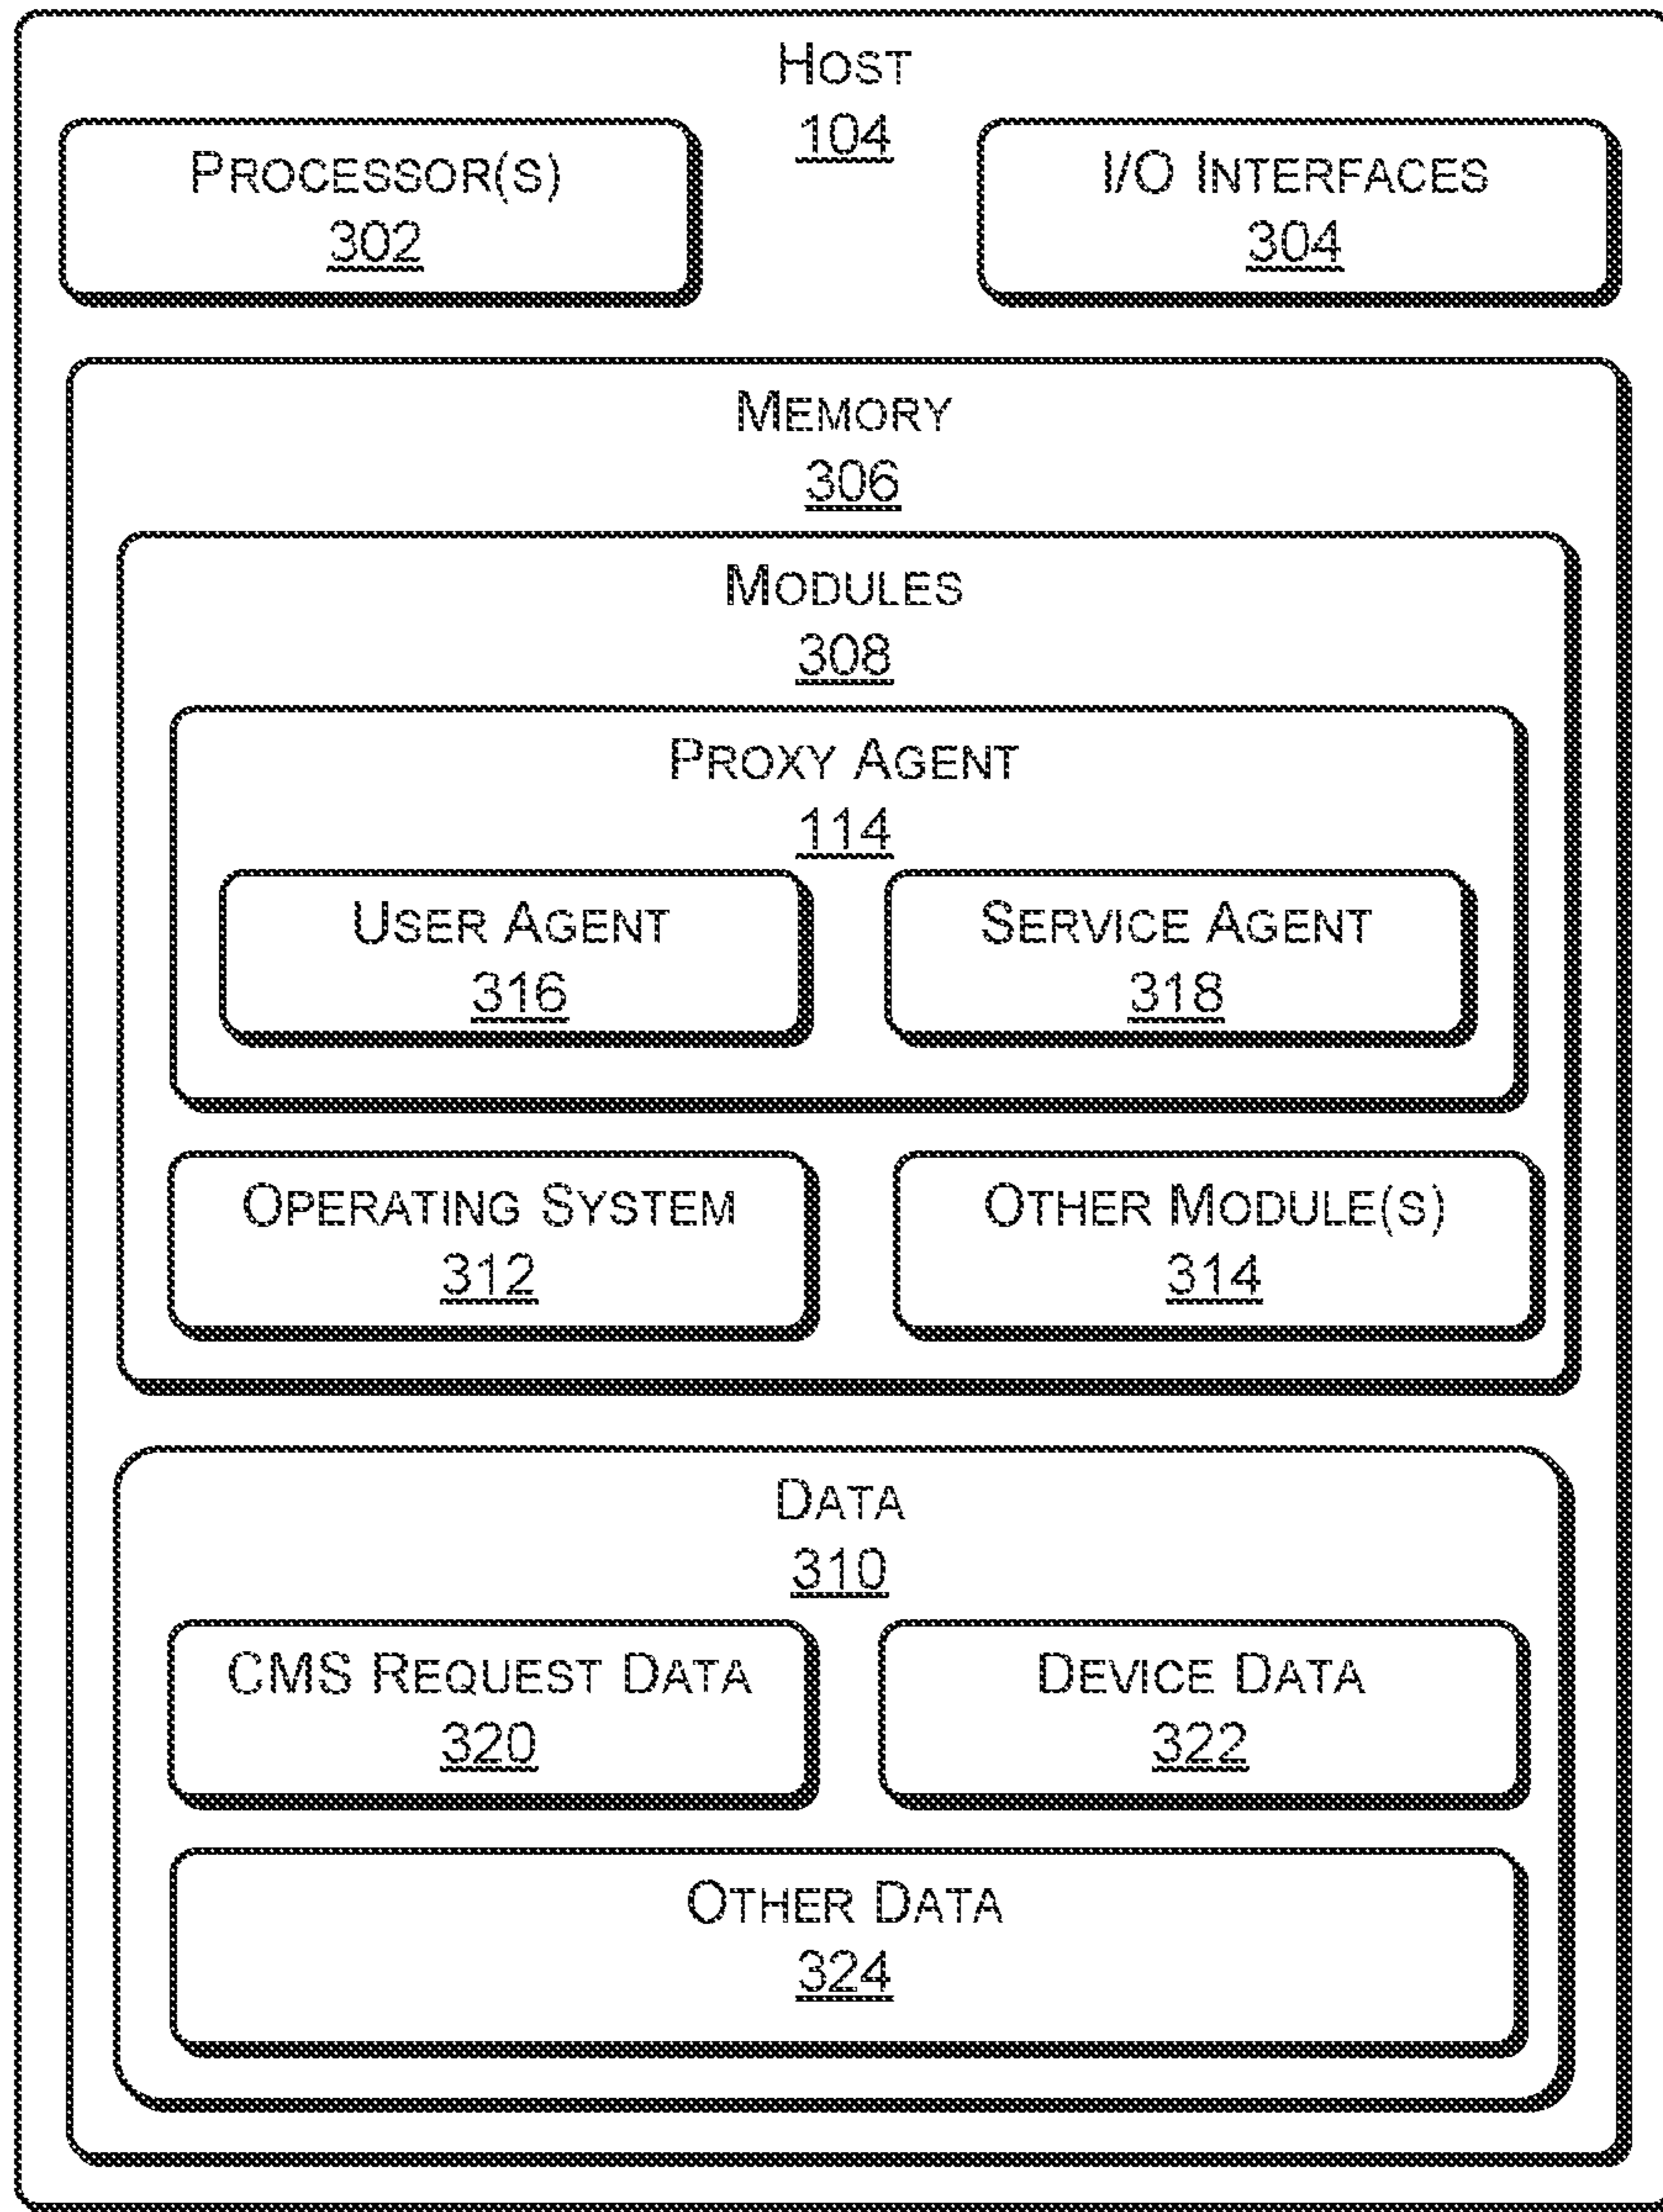 HOST
104
PROCESSOR(S)
302
I/O INTERFACES
304
MEMORY
306
MODULES
308
PROXY AGENT
114
USER AGENT
316
SERVICE AGENT
318
OPERATING SYSTEM
312
OTHER MODULE(S)
314
DATA
310
CMS REQUEST DATA
320
DEVICE DATA
322
OTHER DATA
324